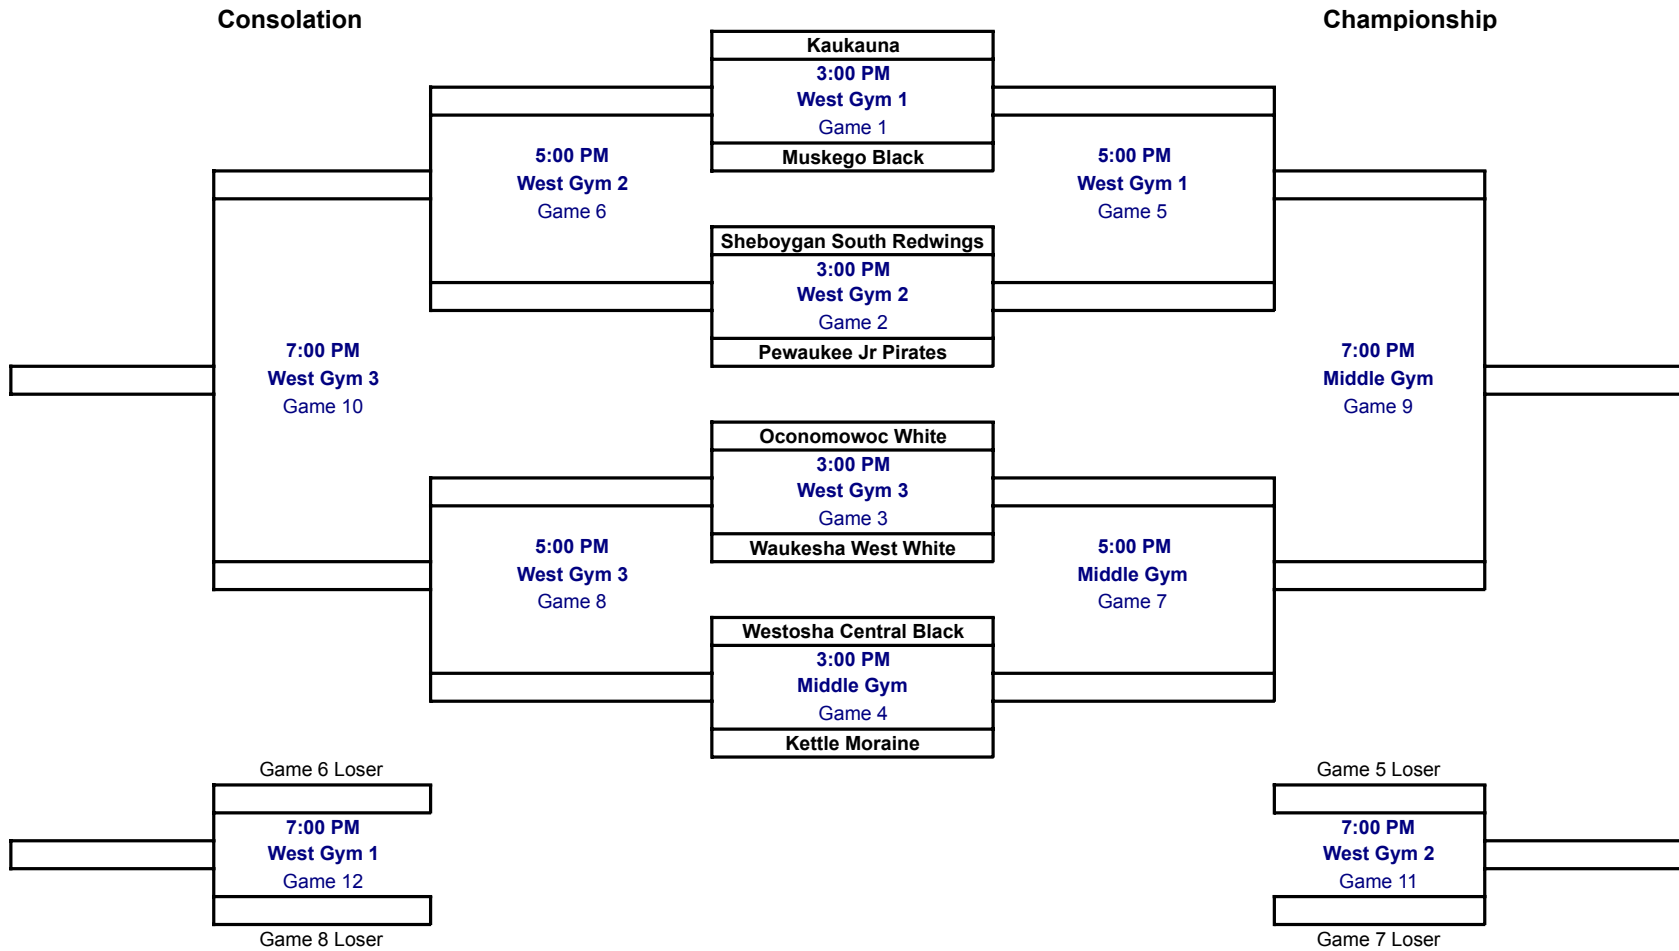 Consolation
Championship
Kaukauna
3:00 PM
West Gym 1
Game 1
Muskego Black
5:00 PM
West Gym 2
Game 6
5:00 PM
West Gym 1
Game 5
Sheboygan South Redwings
3:00 PM
West Gym 2
Game 2
Pewaukee Jr Pirates
7:00 PM
West Gym 3
Game 10
7:00 PM
Middle Gym
Game 9
Oconomowoc White
3:00 PM
West Gym 3
Game 3
Waukesha West White
5:00 PM
West Gym 3
Game 8
5:00 PM
Middle Gym
Game 7
Westosha Central Black
3:00 PM
Middle Gym
Game 4
Kettle Moraine
Game 6 Loser
7:00 PM
West Gym 1
Game 12
Game 8 Loser
Game 5 Loser
7:00 PM
West Gym 2
Game 11
Game 7 Loser